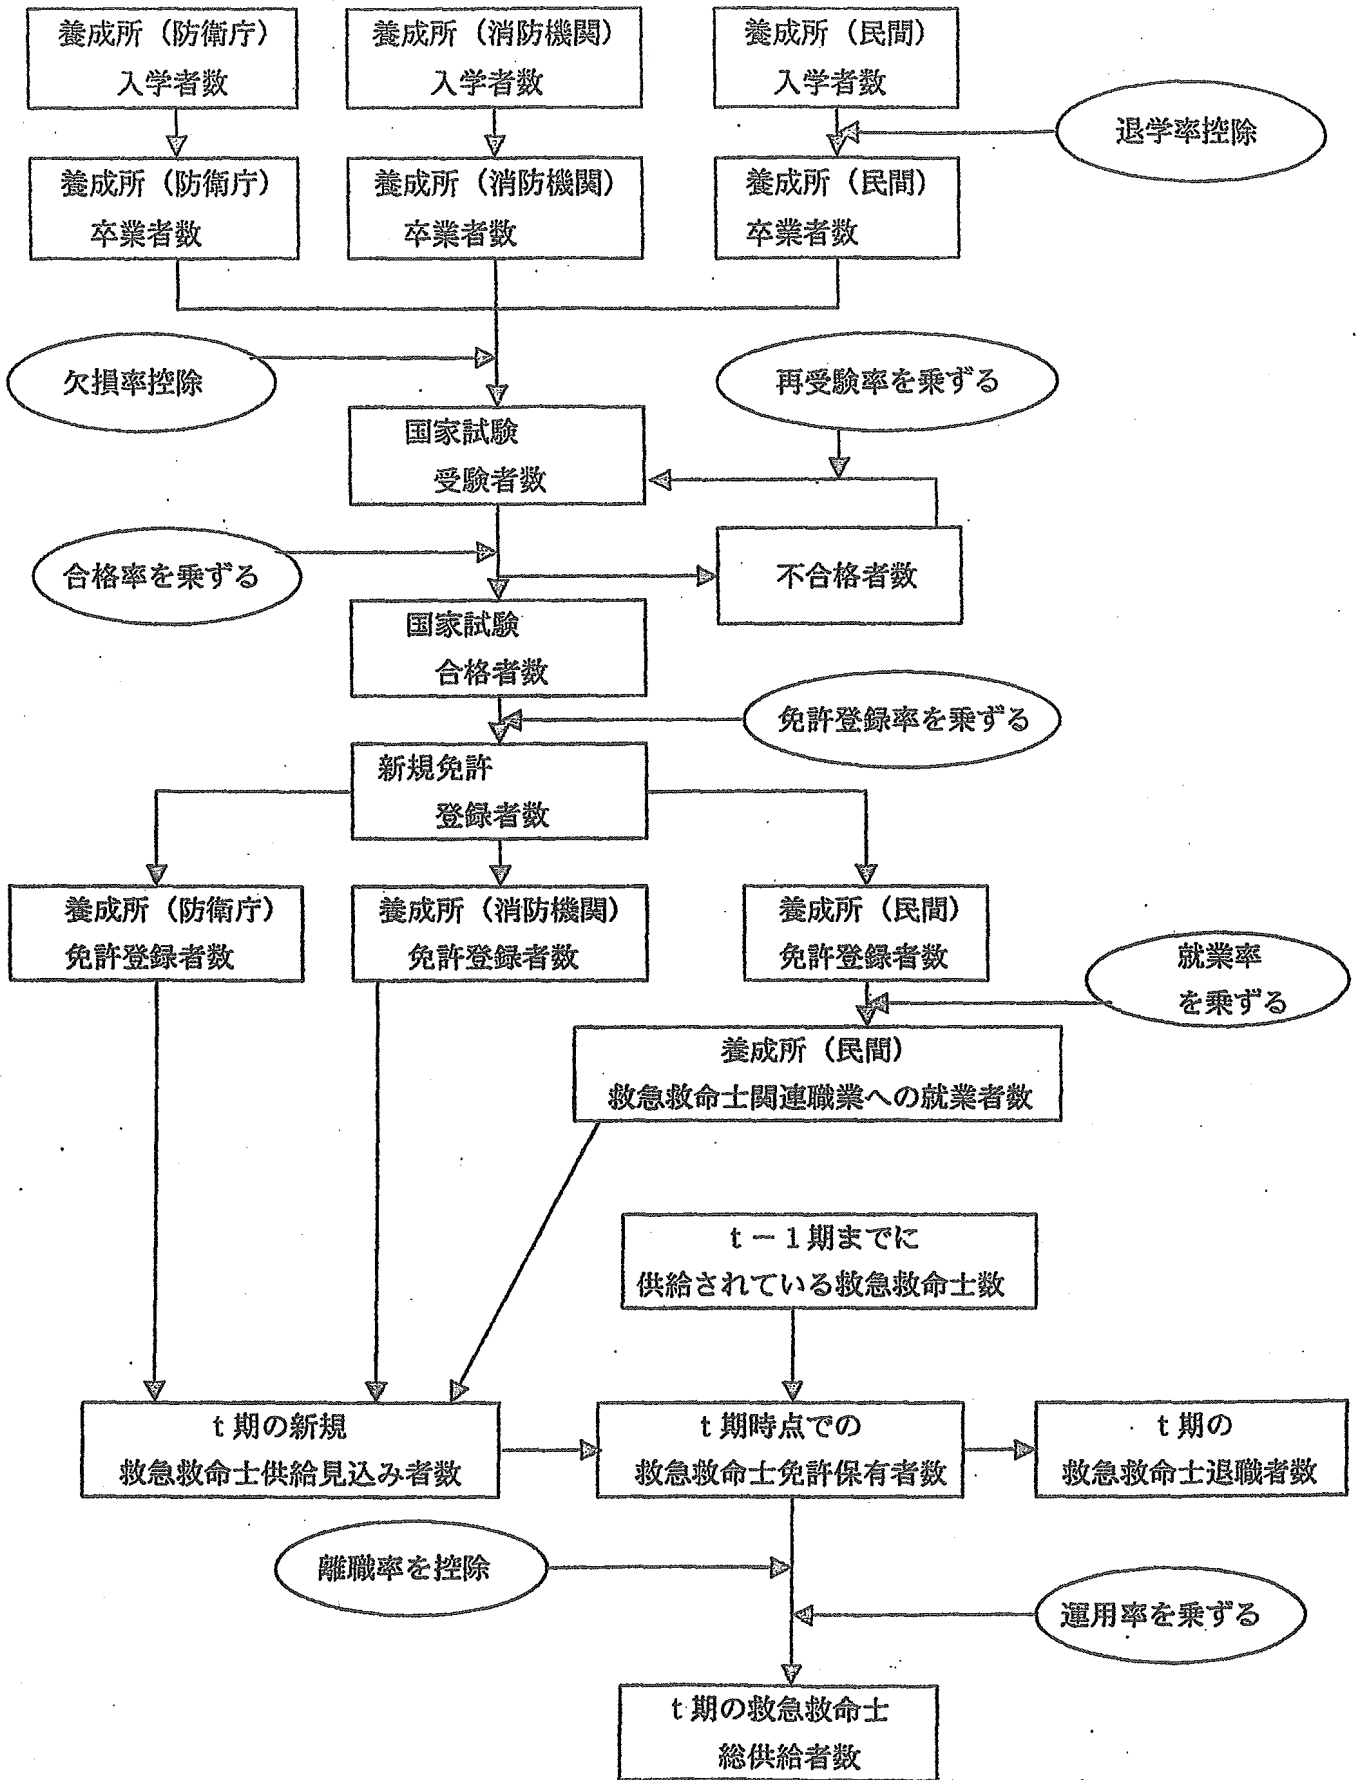 養成所（防衛庁）
入学者数
養成所（消防機関）
入学者数
養成所（民間）
入学者数
退学率控除
養成所（防衛庁）
卒業者数
養成所（消防機関）
卒業者数
養成所（民間）
卒業者数
欠損率控除
再受験率を乗ずる
国家試験
受験者数
合格率を乗ずる
不合格者数
国家試験
合格者数
免許登録率を乗ずる
新規免許
登録者数
養成所（防衛庁）
免許登録者数
養成所（消防機関）
免許登録者数
養成所（民間）
免許登録者数
就業率
を乗ずる
養成所（民間）
救急救命士関連職業への就業者数
t－１期までに
供給されている救急救命士数
t期の新規
救急救命士供給見込み者数
t期時点での
救急救命士免許保有者数
t期の
救急救命士退職者数
離職率を控除
運用率を乗ずる
t期の救急救命士
総供給者数